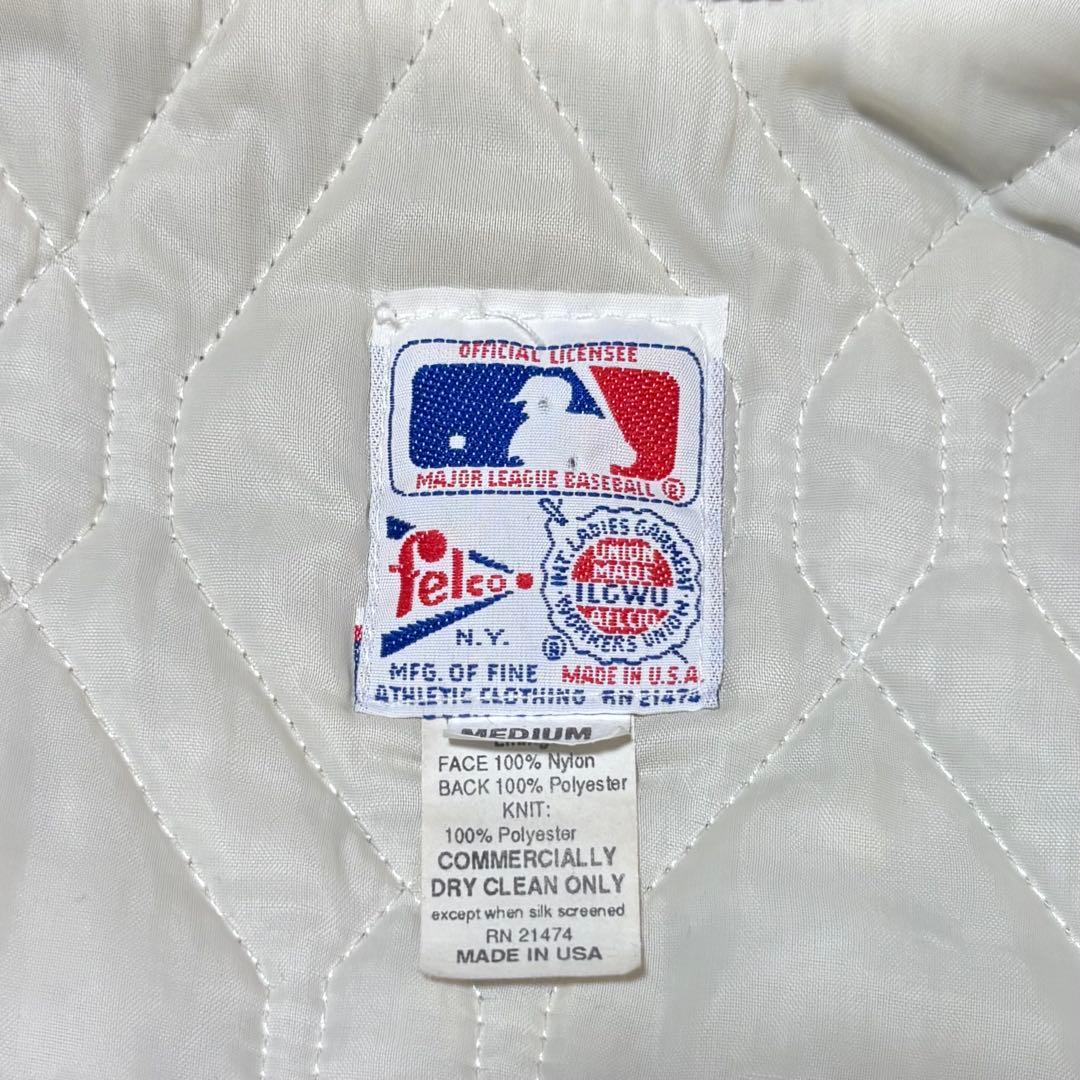 OFFICIAL LICENSEE
MAJOR LEAGUE BASEBALL ®
felco
N.Y.
INT. LADIES GARMENT
WORKERS UNION
UNION
MADE
ILGWU
®
MFG. OF FINE
MADE IN U.S.A.
ATHLETIC CLOTHING RN 21474
MEDIUM
FACE 100% Nylon
BACK 100% Polyester
KNIT:
100% Polyester
COMMERCIALLY
DRY CLEAN ONLY
except when silk screened
RN 21474
MADE IN USA